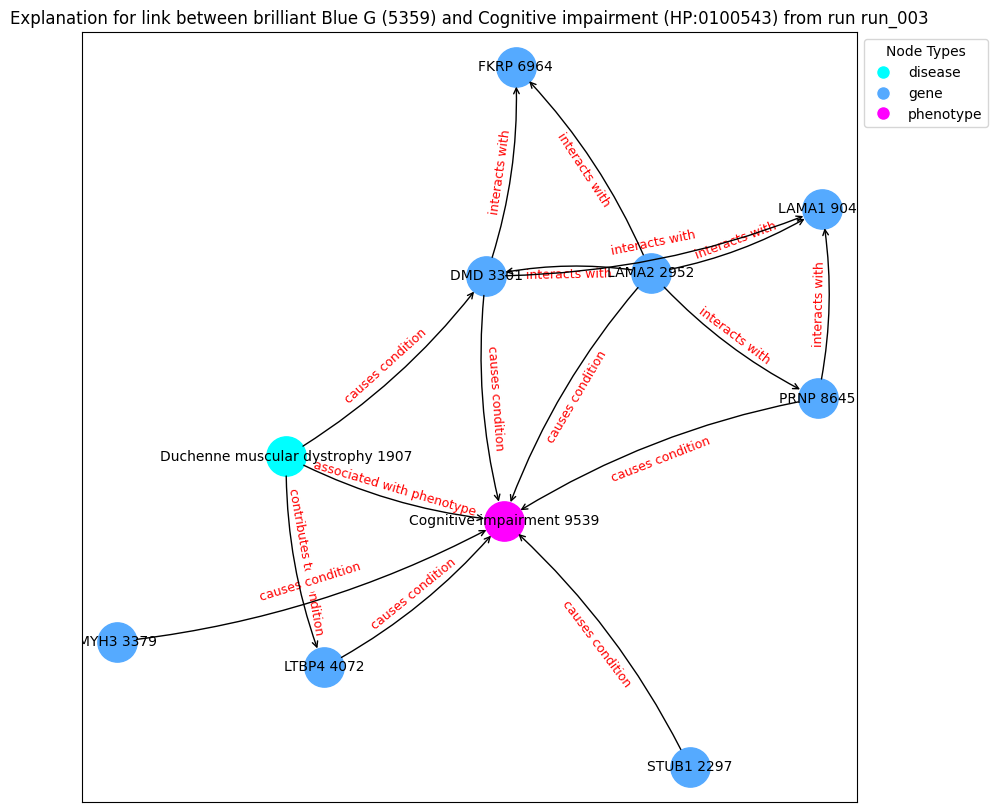 Explanation for link between brilliant Blue G (5359) and Cognitive impairment (HP:0100543) from run run_003
Node Types
disease
gene
phenotype
FKRP 6964
interacts with
interacts with
LAMA1 904
interacts with
interacts with
DMD 3301
interacts with
LAMA2 2952
interacts with
interacts with
causes condition
PRNP 8645
causes condition
causes condition
causes condition
Duchenne muscular dystrophy 1907
associated with phenotype
Cognitive impairment 9539
contributes
causes condition
causes condition
causes condition
MYH3 3379
LTBP4 4072
STUB1 2297